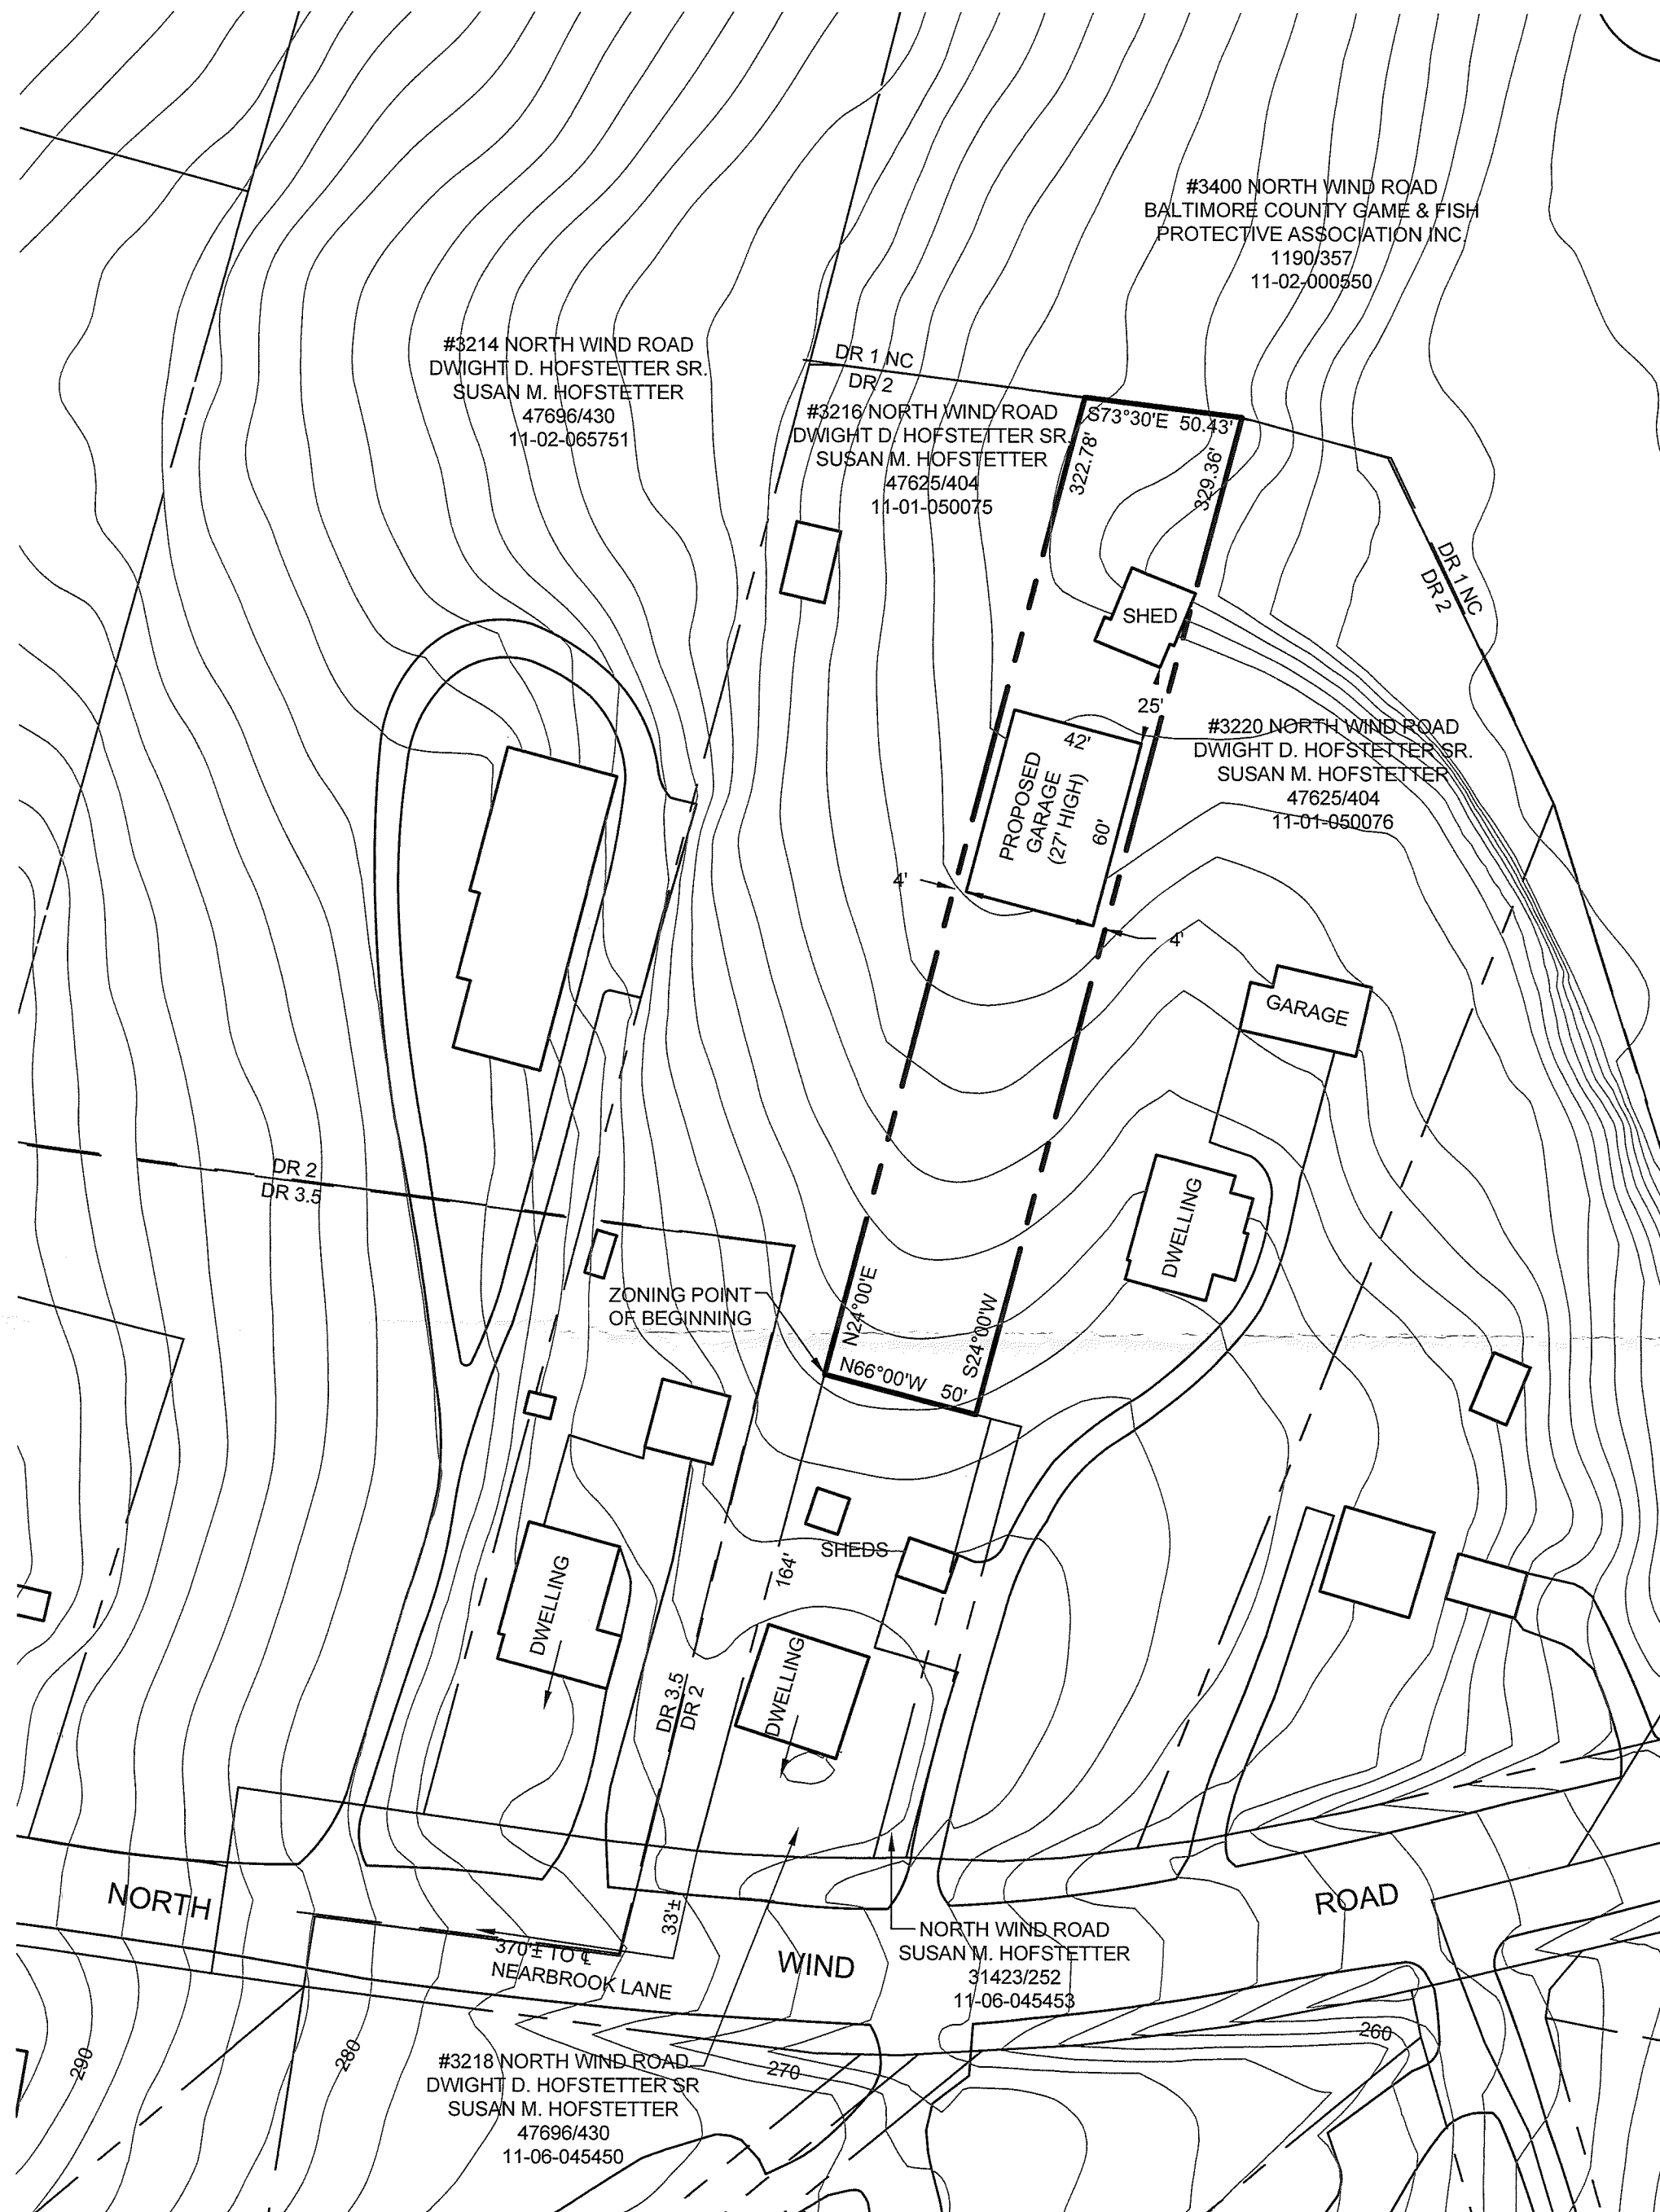 #3400 NORTH WIND ROAD
BALTIMORE COUNTY GAME & FISH
PROTECTIVE ASSOCIATION INC.
1190/357
11-02-000550
#3214 NORTH WIND ROAD
DWIGHT D. HOFSTETTER SR.
SUSAN M. HOFSTETTER
47696/430
11-02-065751
DR 1 NC
DR 2
#3216 NORTH WIND ROAD
DWIGHT D. HOFSTETTER SR.
SUSAN M. HOFSTETTER
47625/404
11-01-050075
S73°30'E 50.43'
322.78'
329.36'
DR 1 NC
DR 2
SHED
25'
#3220 NORTH WIND ROAD
DWIGHT D. HOFSTETTER SR.
SUSAN M. HOFSTETTER
47625/404
11-01-050076
42'
PROPOSED
GARAGE
(27' HIGH)
60'
4'
4'
GARAGE
DR 2
DR 3.5
DWELLING
ZONING POINT
OF BEGINNING
N24°00'E
S24°00'W
N66°00'W 50'
SHEDS
164'
DWELLING
DWELLING
DR 3.5
DR 2
NORTH
33'±
WIND
ROAD
370'± TO ℄
NEARBROOK LANE
NORTH WIND ROAD
SUSAN M. HOFSTETTER
31423/252
11-06-045453
290
280
270
260
#3218 NORTH WIND ROAD
DWIGHT D. HOFSTETTER SR
SUSAN M. HOFSTETTER
47696/430
11-06-045450